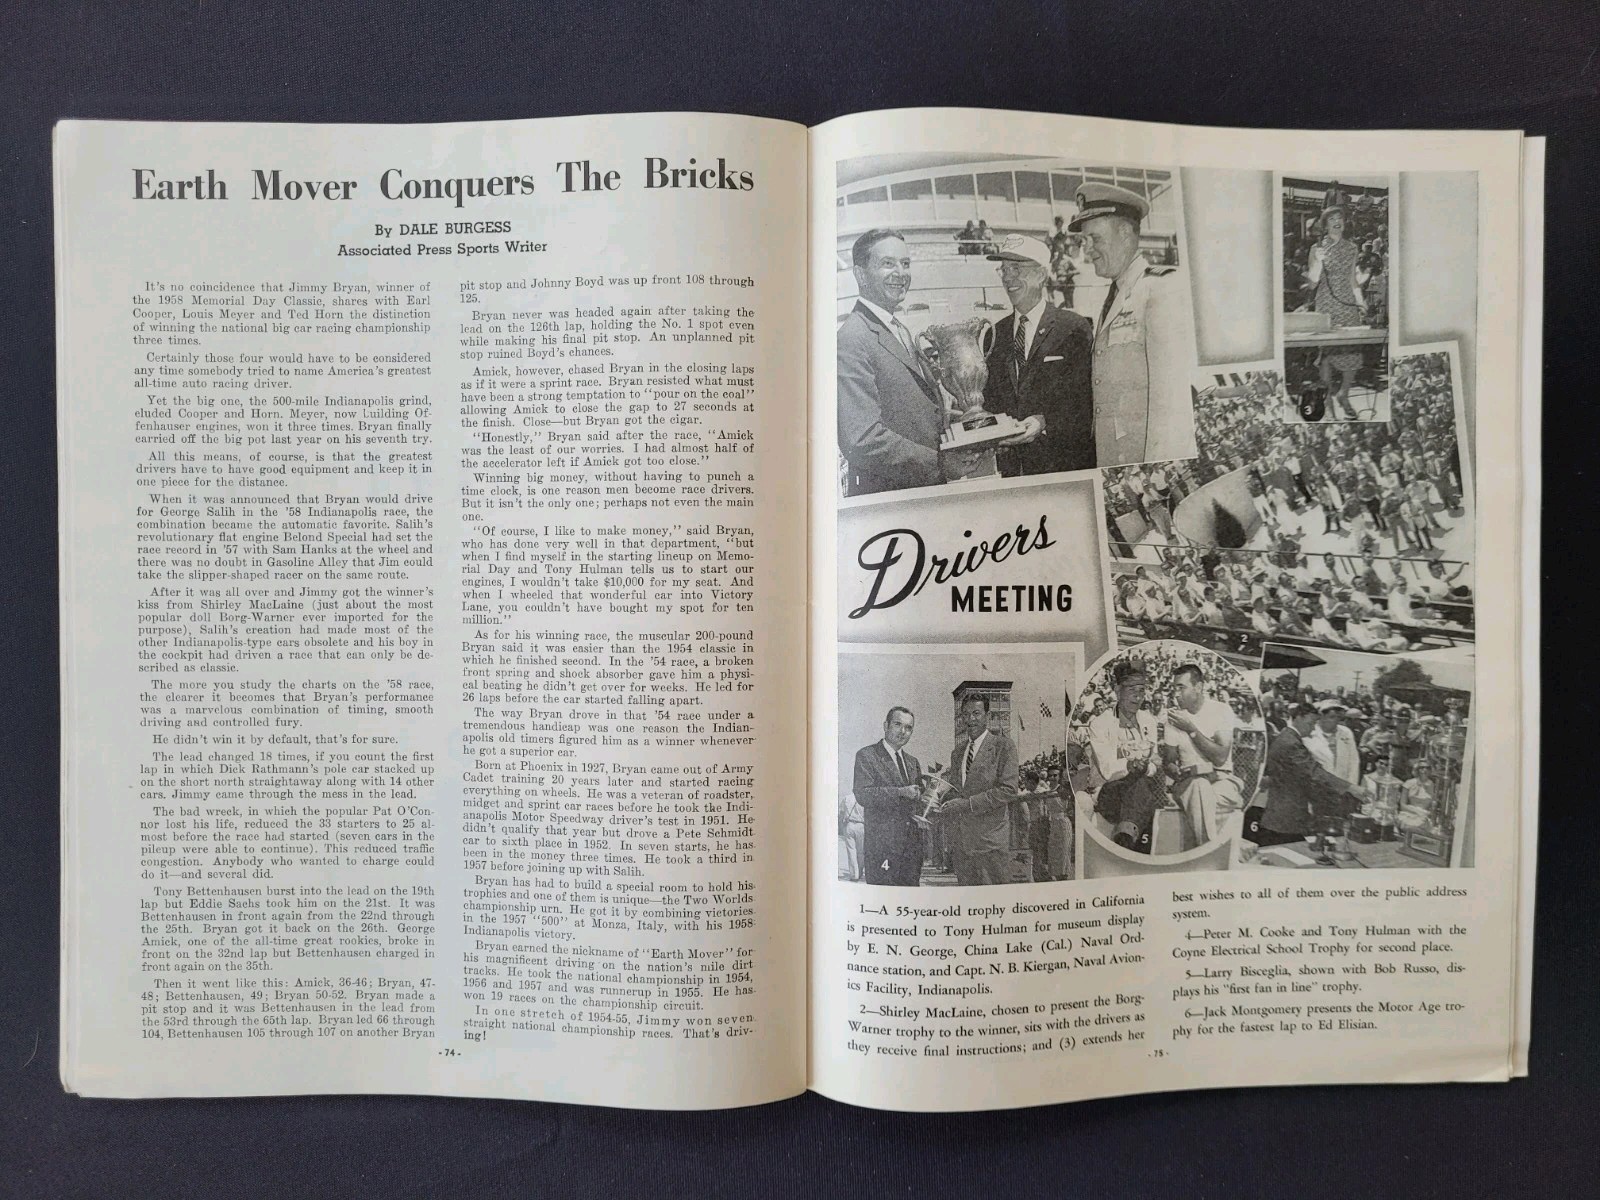 Earth Mover Conquers The Bricks
By DALE BURGESS
Associated Press Sports Writer
It's no coincidence that Jimmy Bryan, winner of
the 1958 Memorial Day Classic, shares with Earl
Cooper, Louis Meyer and Ted Horn the distinction
of winning the national big car racing championship
three times.
Certainly those four would have to be considered
any time somebody tried to name America's greatest
all-time auto racing driver.
Yet the big one, the 500-mile Indianapolis grind,
eluded Cooper and Horn. Meyer, now building Of-
fenhauser engines, won it three times. Bryan finally
carried off the big pot last year on his seventh try.
All this means, of course, is that the greatest
drivers have to have good equipment and keep it in
one piece for the distance.
When it was announced that Bryan would drive
for George Salih in the '58 Indianapolis race, the
combination became the automatic favorite. Salih's
revolutionary flat engine Belond Special had set the
race record in '57 with Sam Hanks at the wheel and
there was no doubt in Gasoline Alley that Jim could
take the slipper-shaped racer on the same route.
After it was all over and Jimmy got the winner's
kiss from Shirley MacLaine (just about the most
popular doll Borg-Warner ever imported for the
purpose), Salih's creation had made most of the
other Indianapolis-type cars obsolete and his boy in
the cockpit had driven a race that can only be de-
scribed as classic.
The more you study the charts on the '58 race,
the clearer it becomes that Bryan's performance
was a marvelous combination of timing, smooth
driving and controlled fury.
He didn't win it by default, that's for sure.
The lead changed 18 times, if you count the first
lap in which Dick Rathmann's pole car stacked up
on the short north straightaway along with 14 other
cars. Jimmy came through the mess in the lead.
The bad wreck, in which the popular Pat O'Con-
nor lost his life, reduced the 33 starters to 25 al-
most before the race had started (seven cars in the
pileup were able to continue). This reduced traffic
congestion. Anybody who wanted to charge could
do it—and several did.
Tony Bettenhausen burst into the lead on the 19th
lap but Eddie Sachs took him on the 21st. It was
Bettenhausen in front again from the 22nd through
the 25th. Bryan got it back on the 26th. George
Amick, one of the all-time great rookies, broke in
front on the 32nd lap but Bettenhausen charged in
front again on the 35th.
Then it went like this: Amick, 36-46; Bryan, 47-
48; Bettenhausen, 49; Bryan 50-52. Bryan made a
pit stop and it was Bettenhausen in the lead from
the 53rd through the 65th lap. Bryan led 66 through
104, Bettenhausen 105 through 107 on another Bryan
pit stop and Johnny Boyd was up front 108 through
125.
Bryan never was headed again after taking the
lead on the 126th lap, holding the No. 1 spot even
while making his final pit stop. An unplanned pit
stop ruined Boyd's chances.
Amick, however, chased Bryan in the closing laps
as if it were a sprint race. Bryan resisted what must
have been a strong temptation to "pour on the coal"
allowing Amick to close the gap to 27 seconds at
the finish. Close—but Bryan got the cigar.
"Honestly," Bryan said after the race, "Amick
was the least of our worries. I had almost half of
the accelerator left if Amick got too close."
Winning big money, without having to punch a
time clock, is one reason men become race drivers.
But it isn't the only one; perhaps not even the main
one.
"Of course, I like to make money," said Bryan,
who has done very well in that department, "but
when I find myself in the starting lineup on Memo-
rial Day and Tony Hulman tells us to start our
engines, I wouldn't take $10,000 for my seat. And
when I wheeled that wonderful car into Victory
Lane, you couldn't have bought my spot for ten
million."
As for his winning race, the muscular 200-pound
Bryan said it was easier than the 1954 classic in
which he finished second. In the '54 race, a broken
front spring and shock absorber gave him a physi-
cal beating he didn't get over for weeks. He led for
26 laps before the car started falling apart.
The way Bryan drove in that '54 race under a
tremendous handicap was one reason the Indian-
apolis old timers figured him as a winner whenever
he got a superior car.
Born at Phoenix in 1927, Bryan came out of Army
Cadet training 20 years later and started racing
everything on wheels. He was a veteran of roadster,
midget and sprint car races before he took the Indi-
anapolis Motor Speedway driver's test in 1951. He
didn't qualify that year but drove a Pete Schmidt
car to sixth place in 1952. In seven starts, he has
been in the money three times. He took a third in
1957 before joining up with Salih.
Bryan has had to build a special room to hold his
trophies and one of them is unique—the Two Worlds
championship urn. He got it by combining victories
in the 1957 "500" at Monza, Italy, with his 1958
Indianapolis victory.
Bryan earned the nickname of "Earth Mover" for
his magnificent driving on the nation's mile dirt
tracks. He took the national championship in 1954,
1956 and 1957 and was runnerup in 1955. He has
won 19 races on the championship circuit.
In one stretch of 1954-55, Jimmy won seven
straight national championship races. That's driv-
ing!
- 74 -
1
3
2
Drivers
MEETING
4
5
6
1—A 55-year-old trophy discovered in California
is presented to Tony Hulman for museum display
by E. N. George, China Lake (Cal.) Naval Ord-
nance station, and Capt. N. B. Kiergan, Naval Avion-
ics Facility, Indianapolis.
2—Shirley MacLaine, chosen to present the Borg-
Warner trophy to the winner, sits with the drivers as
they receive final instructions; and (3) extends her
best wishes to all of them over the public address
system.
4—Peter M. Cooke and Tony Hulman with the
Coyne Electrical School Trophy for second place.
5—Larry Bisceglia, shown with Bob Russo, dis-
plays his "first fan in line" trophy.
6—Jack Montgomery presents the Motor Age tro-
phy for the fastest lap to Ed Elisian.
- 75 -